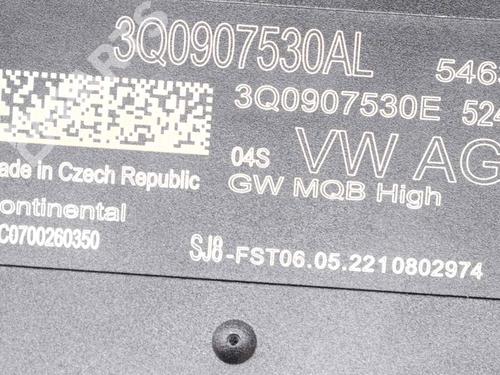 3Q0907530AL 546
3Q0907530E 524
04S VW AG
GW MQB High
ade in Czech Republic
ontinental
C0700260350
SJ8-FST06.05.2210802974